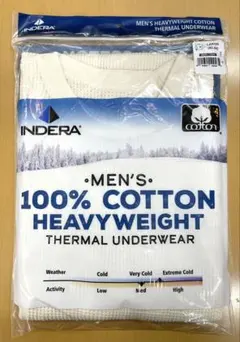 INDERA
MEN'S HEAVYWEIGHT COTTON
THERMAL UNDERWEAR
INDERA
COTTON
•MEN'S•
100% COTTON
HEAVYWEIGHT
THERMAL UNDERWEAR
Weather Cold Very Cold Extreme Cold
Activity Low High